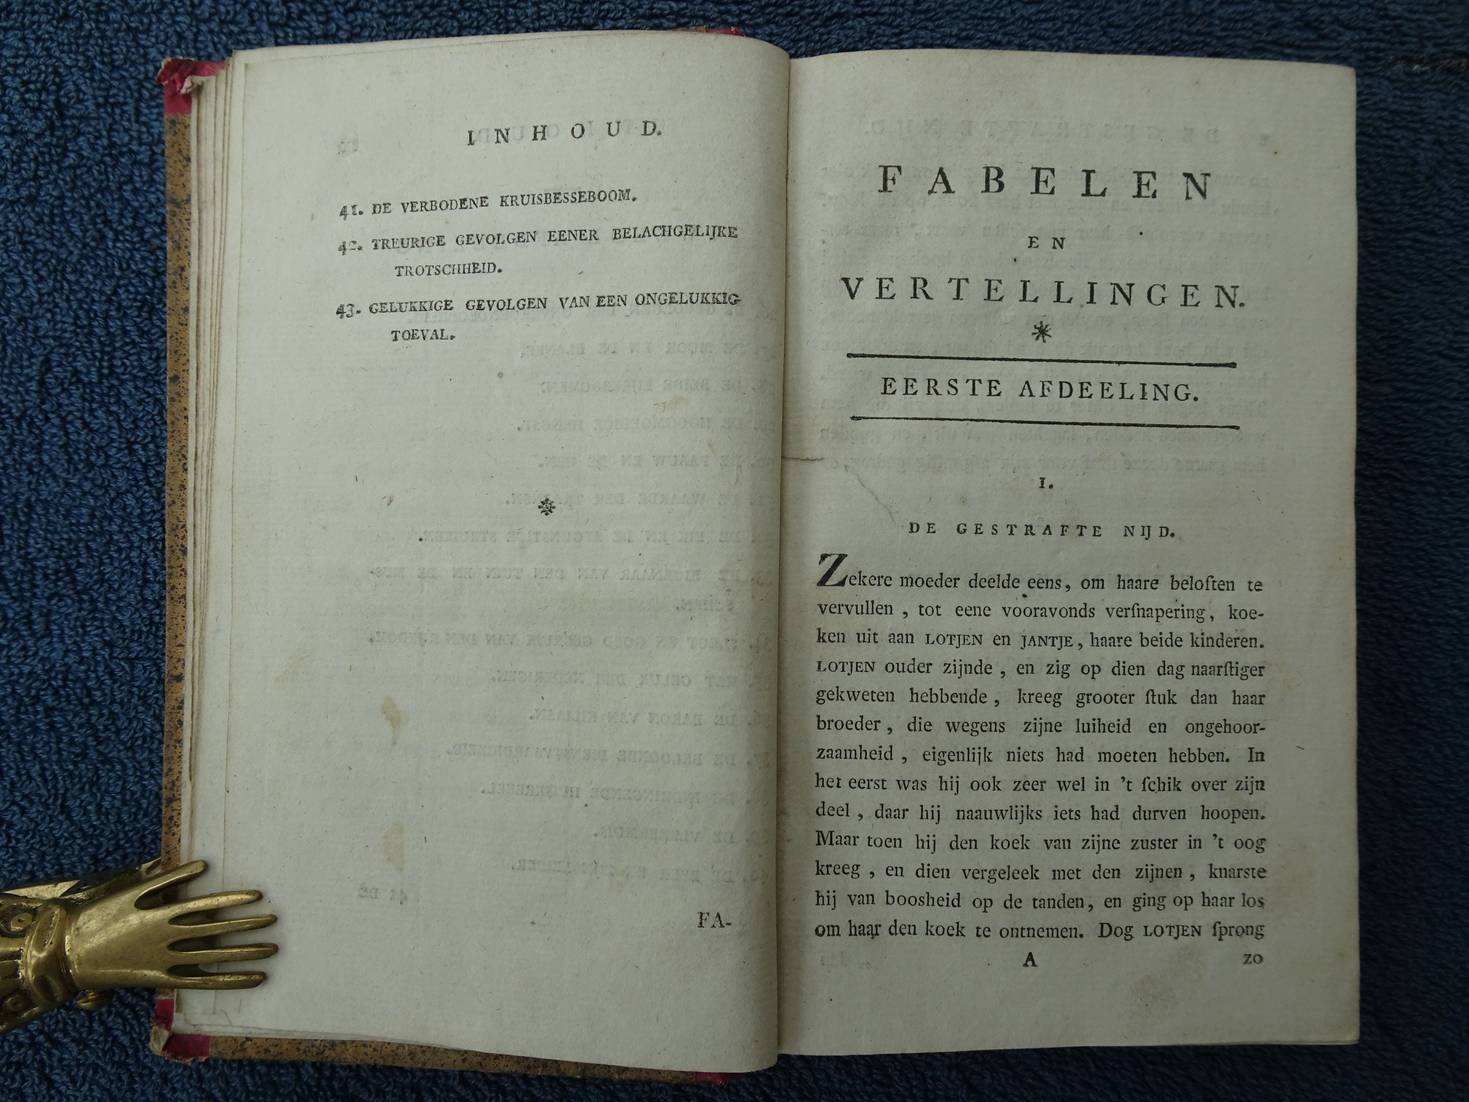 INHOUD.
41. DE VERBODENE KRUISBESSEBOOM.
42. TREURIGE GEVOLGEN EENER BELACHGELIJKE
TROTSCHHEID.
43. GELUKKIGE GEVOLGEN VAN EEN ONGELUKKIG
TOEVAL.
FA-
FABELEN
EN
VERTELLINGEN.
EERSTE AFDEELING.
I.
DE GESTRAFTE NIJD.
Zekere moeder deelde eens, om haare beloften te
vervullen, tot eene vooravonds verſnapering, koe-
ken uit aan LOTJEN en JANTJE, haare beide kinderen.
LOTJEN ouder zijnde, en zig op dien dag naarſtiger
gekweten hebbende, kreeg grooter ſtuk dan haar
broeder, die wegens zijne luiheid en ongehoor-
zaamheid, eigenlijk niets had moeten hebben. In
het eerst was hij ook zeer wel in 't ſchik over zijn
deel, daar hij naauwlijks iets had durven hoopen.
Maar toen hij den koek van zijne zuster in 't oog
kreeg, en dien vergeleek met den zijnen, knarste
hij van boosheid op de tanden, en ging op haar los
om haar den koek te ontnemen. Dog LOTJEN ſprong
A
zo